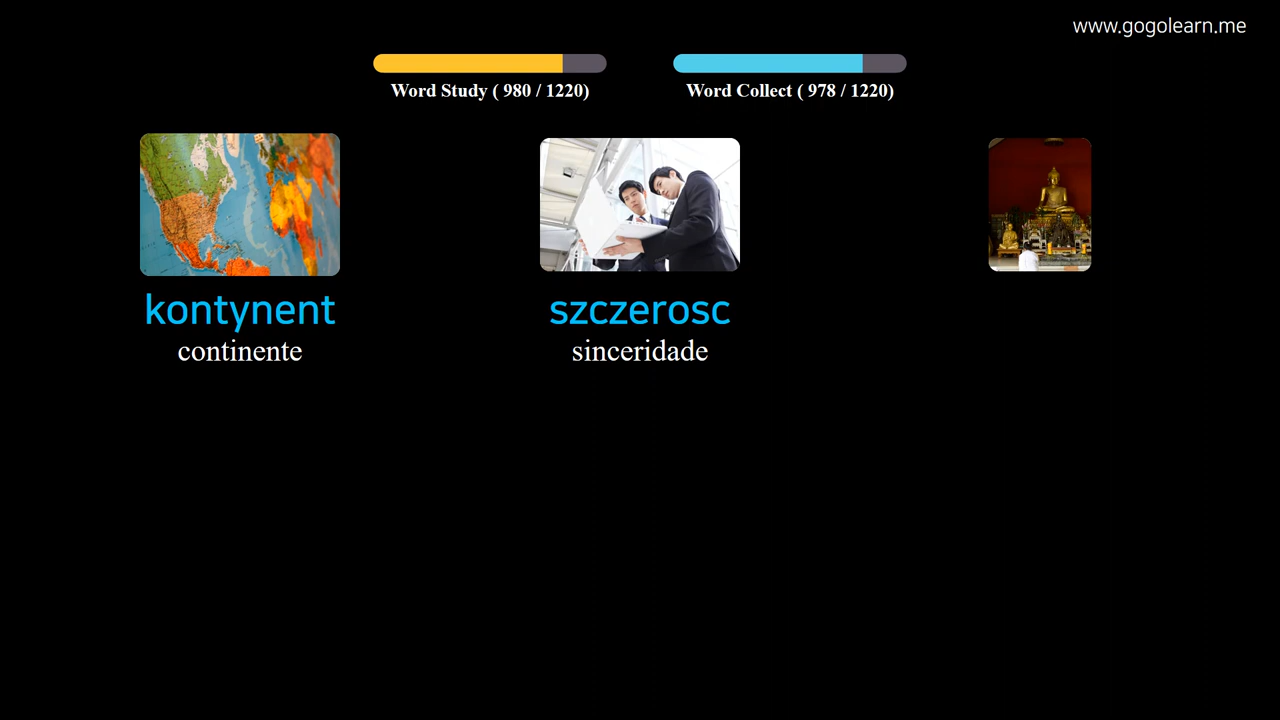 www.gogolearn.me
Word Study ( 980 / 1220)
Word Collect ( 978 / 1220)
kontynent
continente
szczerosc
sinceridade